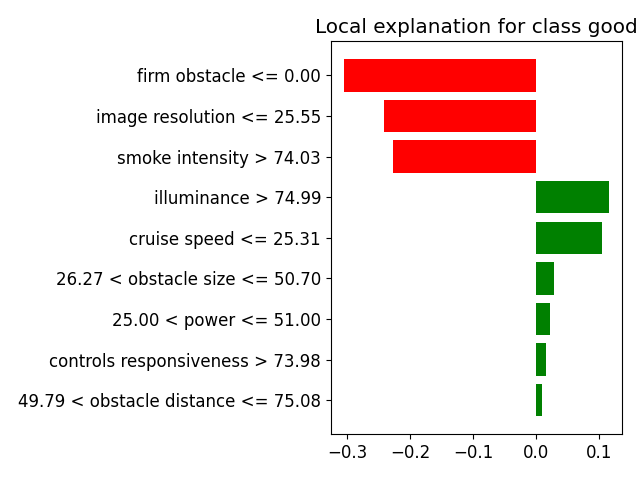 Local explanation for class good
firm obstacle <= 0.00
image resolution <= 25.55
smoke intensity > 74.03
illuminance > 74.99
cruise speed <= 25.31
26.27 < obstacle size <= 50.70
25.00 < power <= 51.00
controls responsiveness > 73.98
49.79 < obstacle distance <= 75.08
−0.3 −0.2 −0.1 0.0 0.1